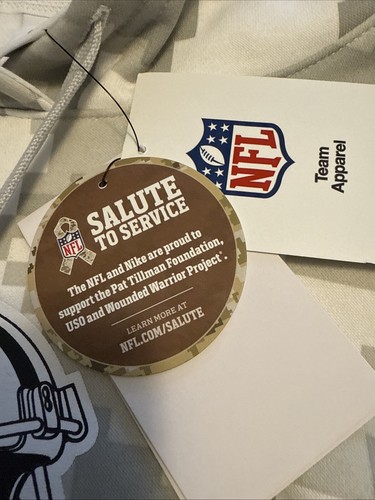 NFL
Team
Apparel
SALUTE
TO SERVICE
NFL
The NFL and Nike are proud to
support the Pat Tillman Foundation,
USO and Wounded Warrior Project®.
LEARN MORE AT
NFL.COM/SALUTE